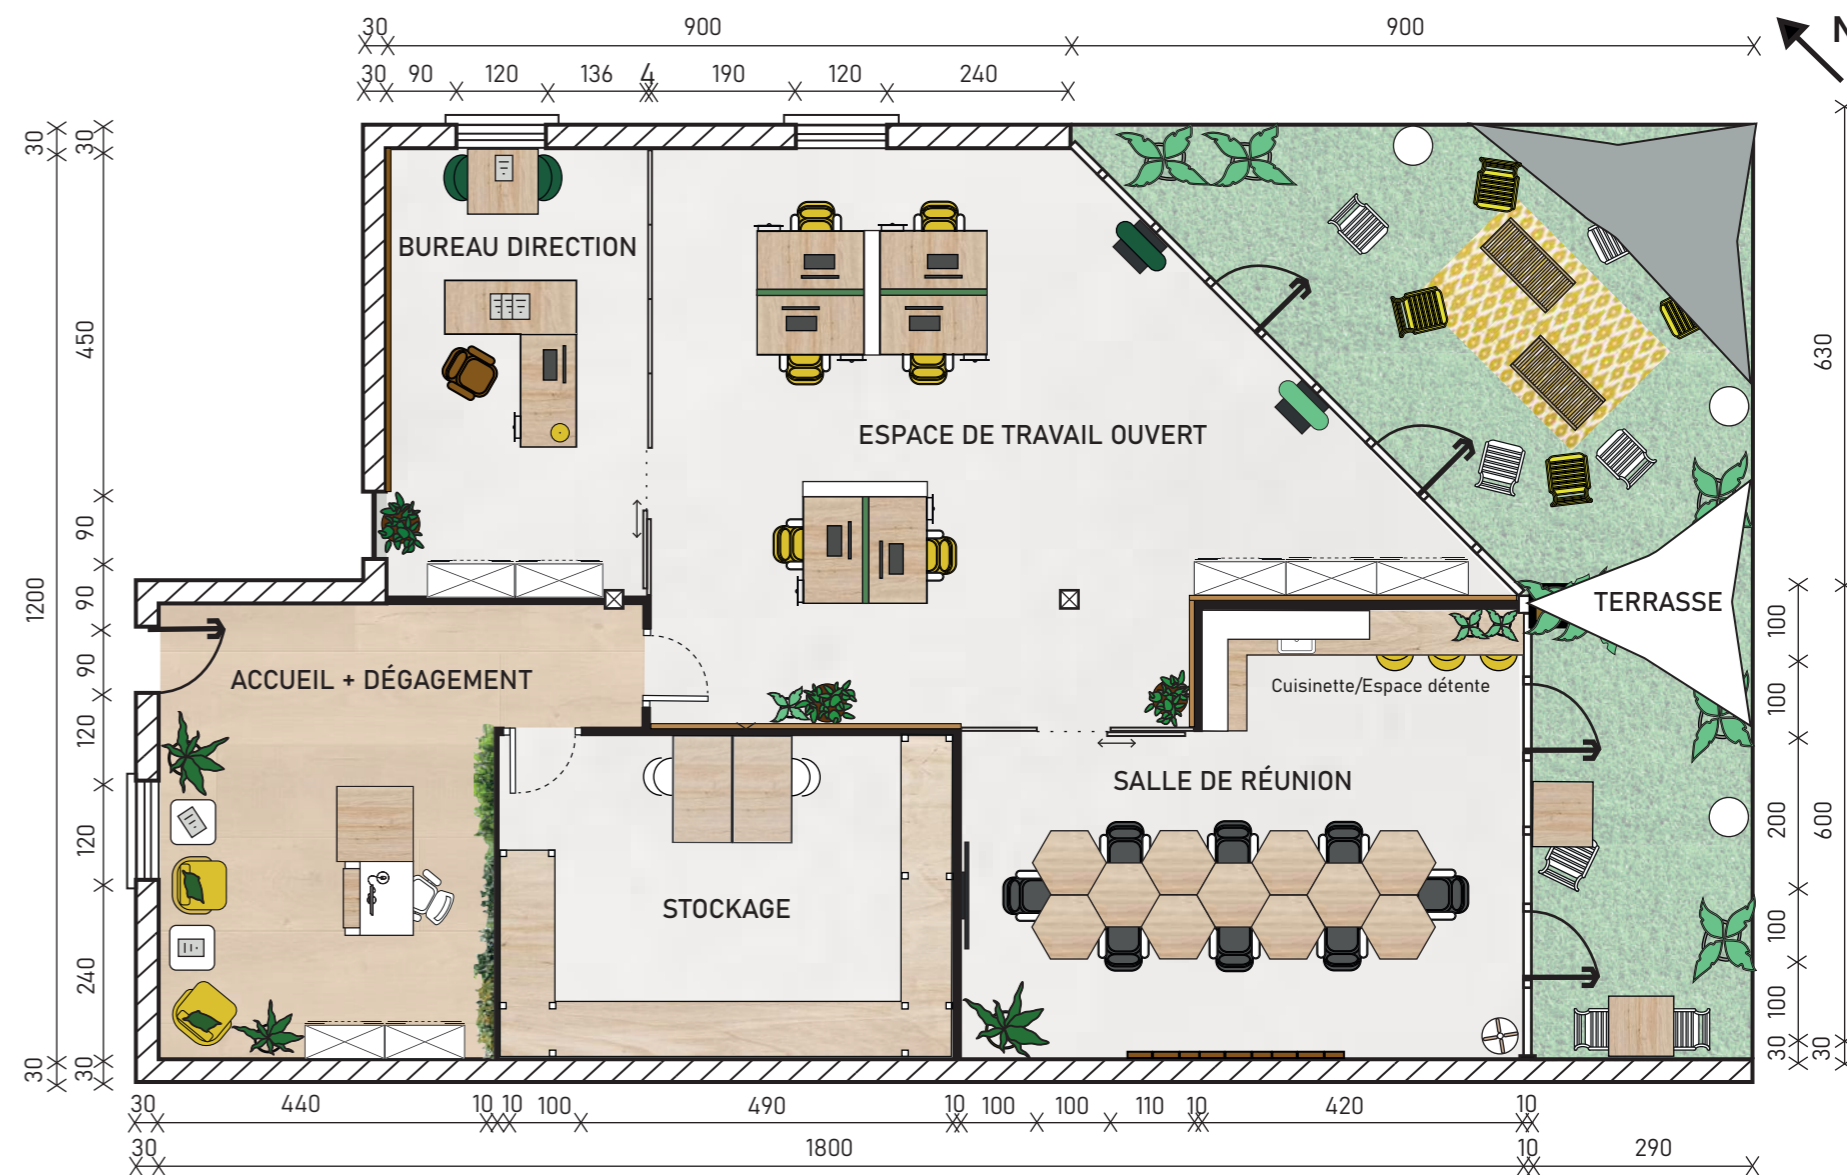 30 900 900 N
30 90 120 136 4 190 120 240
30 30
BUREAU DIRECTION
450
630
ESPACE DE TRAVAIL OUVERT
90
1200
90
100
TERRASSE
90
ACCUEIL + DÉGAGEMENT
Cuisinette/Espace détente
100
120
SALLE DE RÉUNION
120
200
600
STOCKAGE
100
240
100
30 30
30 30
30 440 10 10 100 490 10 100 100 110 10 420 10
30 1800 10 290